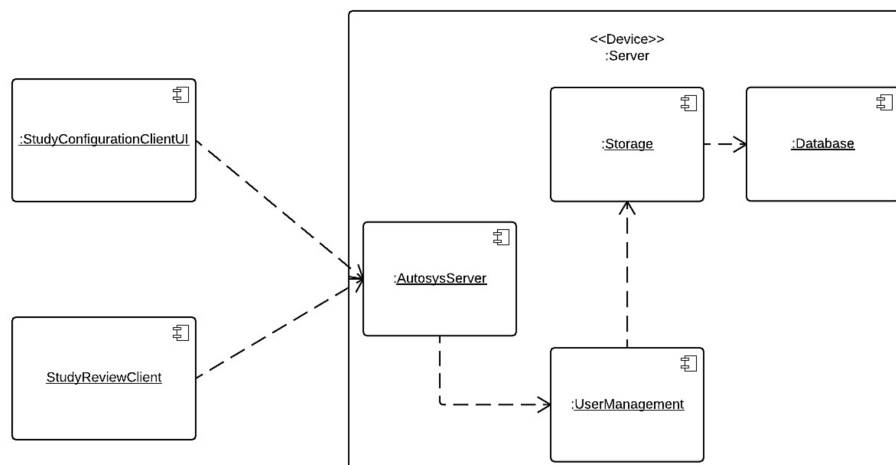 <<Device>>
:Server
:StudyConfigurationClientUI
:Storage
:Database
:AutosysServer
StudyReviewClient
:UserManagement